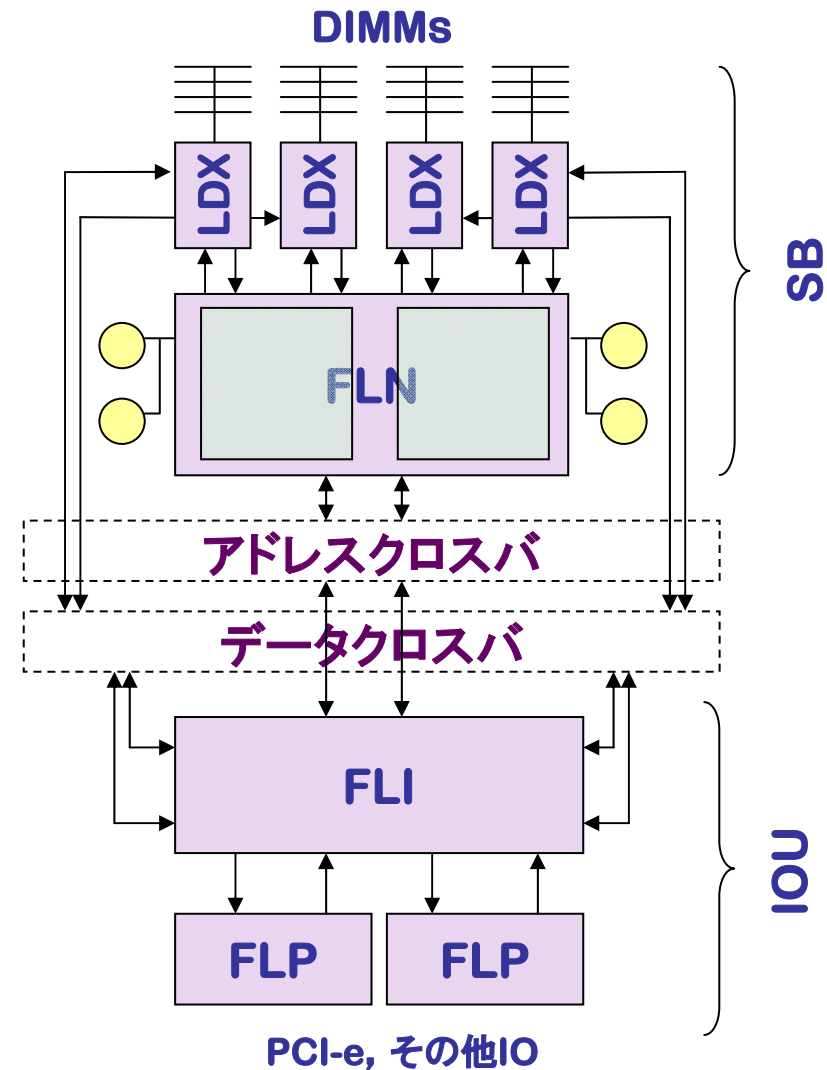 DIMMs
LDX
LDX
LDX
LDX
SB
FLN
アドレスクロスバ
データクロスバ
FLI
IOU
FLP
FLP
PCI-e, その他IO